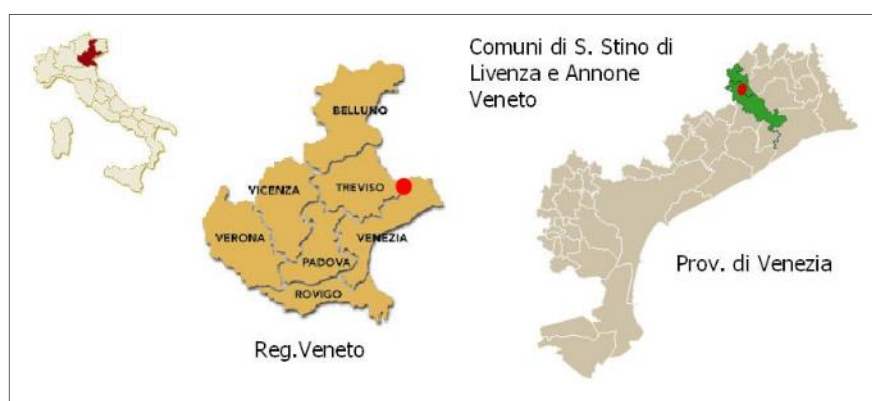 Comuni di S. Stino di
Livenza e Annone
Veneto
BELLUNO
VICENZA
TREVISO
VERONA
VENEZIA
PADOVA
ROVIGO
Prov. di Venezia
Reg.Veneto